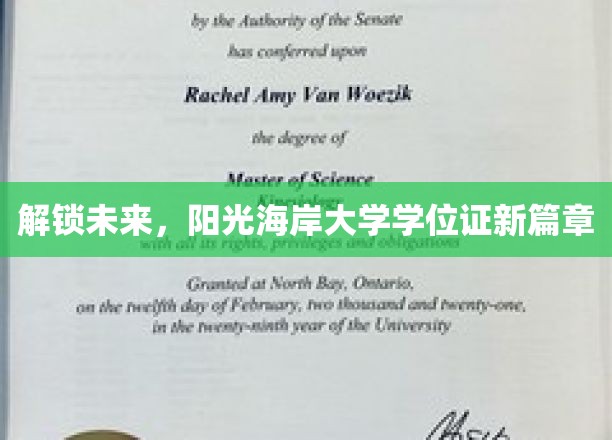 by the Authority of the Senate
has conferred upon
Rachel Amy Van Woezik
the degree of
Master of Science
解锁未来，阳光海岸大学学位证新篇章
Kinesiology
with all its rights, privileges and obligations
Granted at North Bay, Ontario,
on the twelfth day of February, two thousand and twenty-one,
in the twenty-ninth year of the University